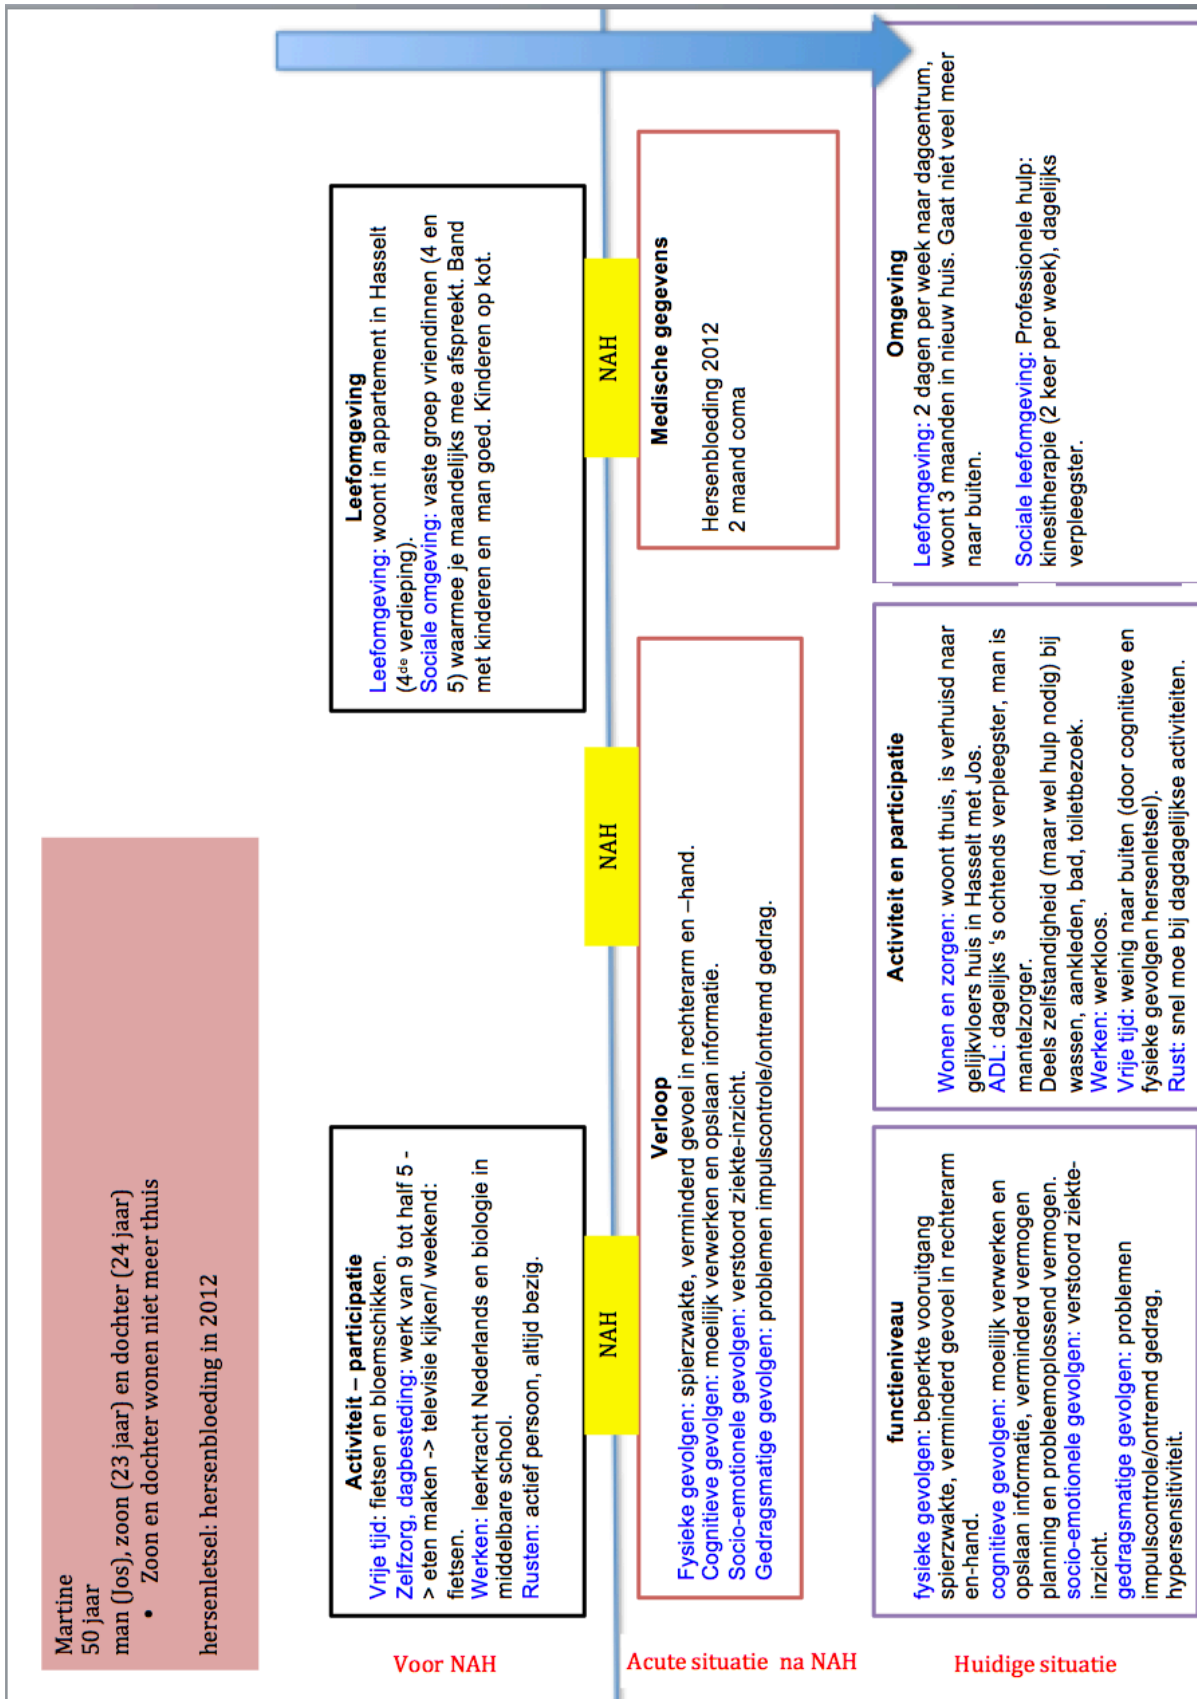 Martine
50 jaar
man (Jos), zoon (23 jaar) en dochter (24 jaar)
• Zoon en dochter wonen niet meer thuis
hersenletsel: hersenbloeding in 2012
Voor NAH
Activiteit – participatie
Vrije tijd: fietsen en bloemschikken.
Zelfzorg, dagbesteding: werk van 9 tot half 5 -
> eten maken -> televisie kijken/ weekend:
fietsen.
Werken: leerkracht Nederlands en biologie in
middelbare school.
Rusten: actief persoon, altijd bezig.
Leefomgeving
Leefomgeving: woont in appartement in Hasselt
(4de verdieping).
Sociale omgeving: vaste groep vriendinnen (4 en
5) waarmee je maandelijks mee afspreekt. Band
met kinderen en man goed. Kinderen op kot.
NAH
NAH
NAH
Acute situatie na NAH
Verloop
Fysieke gevolgen: spierzwakte, verminderd gevoel in rechterarm en –hand.
Cognitieve gevolgen: moeilijk verwerken en opslaan informatie.
Socio-emotionele gevolgen: verstoord ziekte-inzicht.
Gedragsmatige gevolgen: problemen impulscontrole/ontremd gedrag.
Medische gegevens
Hersenbloeding 2012
2 maand coma
Huidige situatie
functieniveau
fysieke gevolgen: beperkte vooruitgang
spierzwakte, verminderd gevoel in rechterarm
en-hand.
cognitieve gevolgen: moeilijk verwerken en
opslaan informatie, verminderd vermogen
planning en probleemoplossend vermogen.
socio-emotionele gevolgen: verstoord ziekte-
inzicht.
gedragsmatige gevolgen: problemen
impulscontrole/ontremd gedrag,
hypersensitiviteit.
Activiteit en participatie
Wonen en zorgen: woont thuis, is verhuisd naar
gelijkvloers huis in Hasselt met Jos.
ADL: dagelijks ‘s ochtends verpleegster, man is
mantelzorger.
Deels zelfstandigheid (maar wel hulp nodig) bij
wassen, aankleden, bad, toiletbezoek.
Werken: werkloos.
Vrije tijd: weinig naar buiten (door cognitieve en
fysieke gevolgen hersenletsel).
Rust: snel moe bij dagdagelijkse activiteiten.
Omgeving
Leefomgeving: 2 dagen per week naar dagcentrum,
woont 3 maanden in nieuw huis. Gaat niet veel meer
naar buiten.
Sociale leefomgeving: Professionele hulp:
kinesitherapie (2 keer per week), dagelijks
verpleegster.